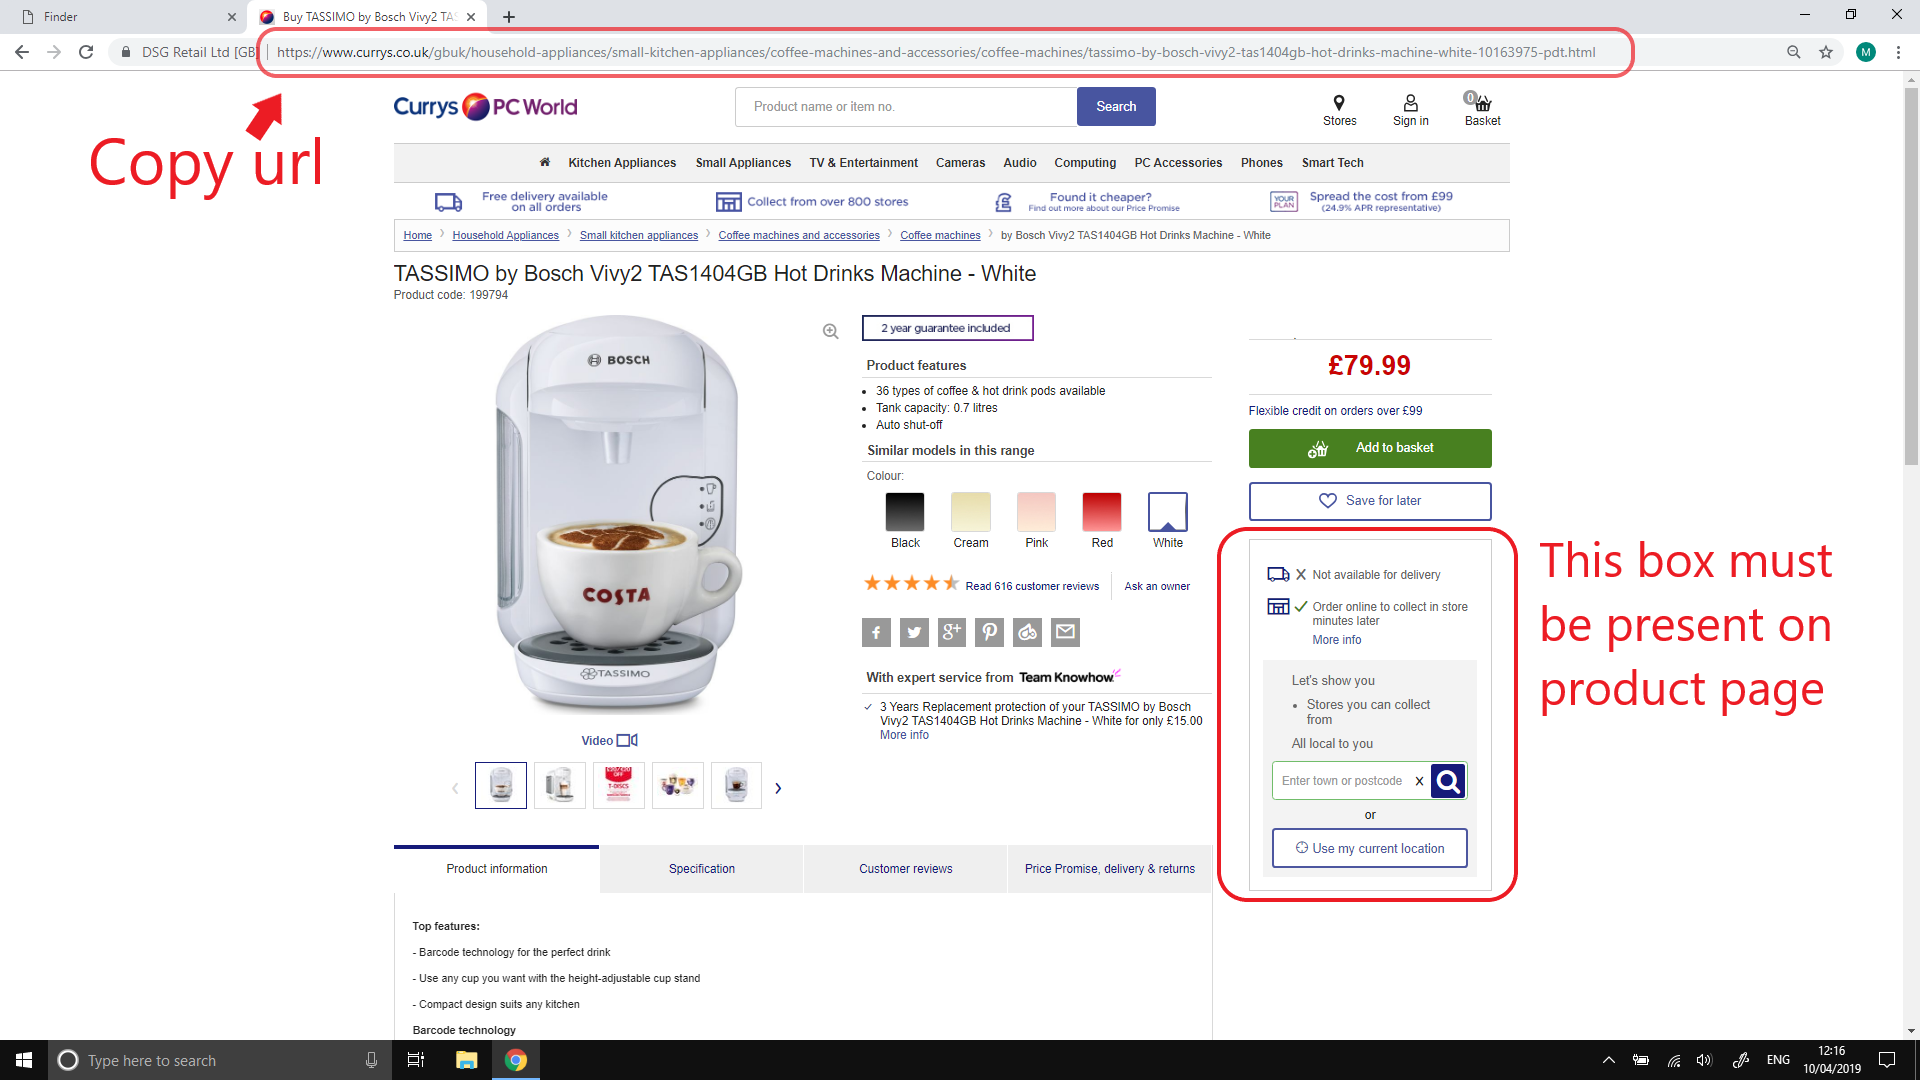 Finder
Buy TASSIMO by Bosch Vivy2 TAS
DSG Retail Ltd [GB]
https://www.currys.co.uk/gbuk/household-appliances/small-kitchen-appliances/coffee-machines-and-accessories/coffee-machines/tassimo-by-bosch-vivy2-tas1404gb-hot-drinks-machine-white-10163975-pdt.html
M
Copy url
Currys PC World
Product name or item no.
Search
Stores
Sign in
0
Basket
Kitchen Appliances
Small Appliances
TV & Entertainment
Cameras
Audio
Computing
PC Accessories
Phones
Smart Tech
Free delivery available
on all orders
Collect from over 800 stores
Found it cheaper?
Find out more about our Price Promise
YOUR
PLAN
Spread the cost from £99
(24.9% APR representative)
Home
Household Appliances
Small kitchen appliances
Coffee machines and accessories
Coffee machines
by Bosch Vivy2 TAS1404GB Hot Drinks Machine - White
TASSIMO by Bosch Vivy2 TAS1404GB Hot Drinks Machine - White
Product code: 199794
BOSCH
COSTA
TASSIMO
Video
2 year guarantee included
Product features
36 types of coffee & hot drink pods available
Tank capacity: 0.7 litres
Auto shut-off
Similar models in this range
Colour:
Black
Cream
Pink
Red
White
Read 616 customer reviews
Ask an owner
With expert service from Team Knowhow
3 Years Replacement protection of your TASSIMO by Bosch
Vivy2 TAS1404GB Hot Drinks Machine - White for only £15.00
More info
£79.99
Flexible credit on orders over £99
Add to basket
Save for later
Not available for delivery
Order online to collect in store
minutes later
More info
Let's show you
Stores you can collect
from
All local to you
Enter town or postcode
X
or
Use my current location
This box must
be present on
product page
OFF
T-DISCS
Product information
Specification
Customer reviews
Price Promise, delivery & returns
Top features:
- Barcode technology for the perfect drink
- Use any cup you want with the height-adjustable cup stand
- Compact design suits any kitchen
Barcode technology
Type here to search
ENG
12:16
10/04/2019